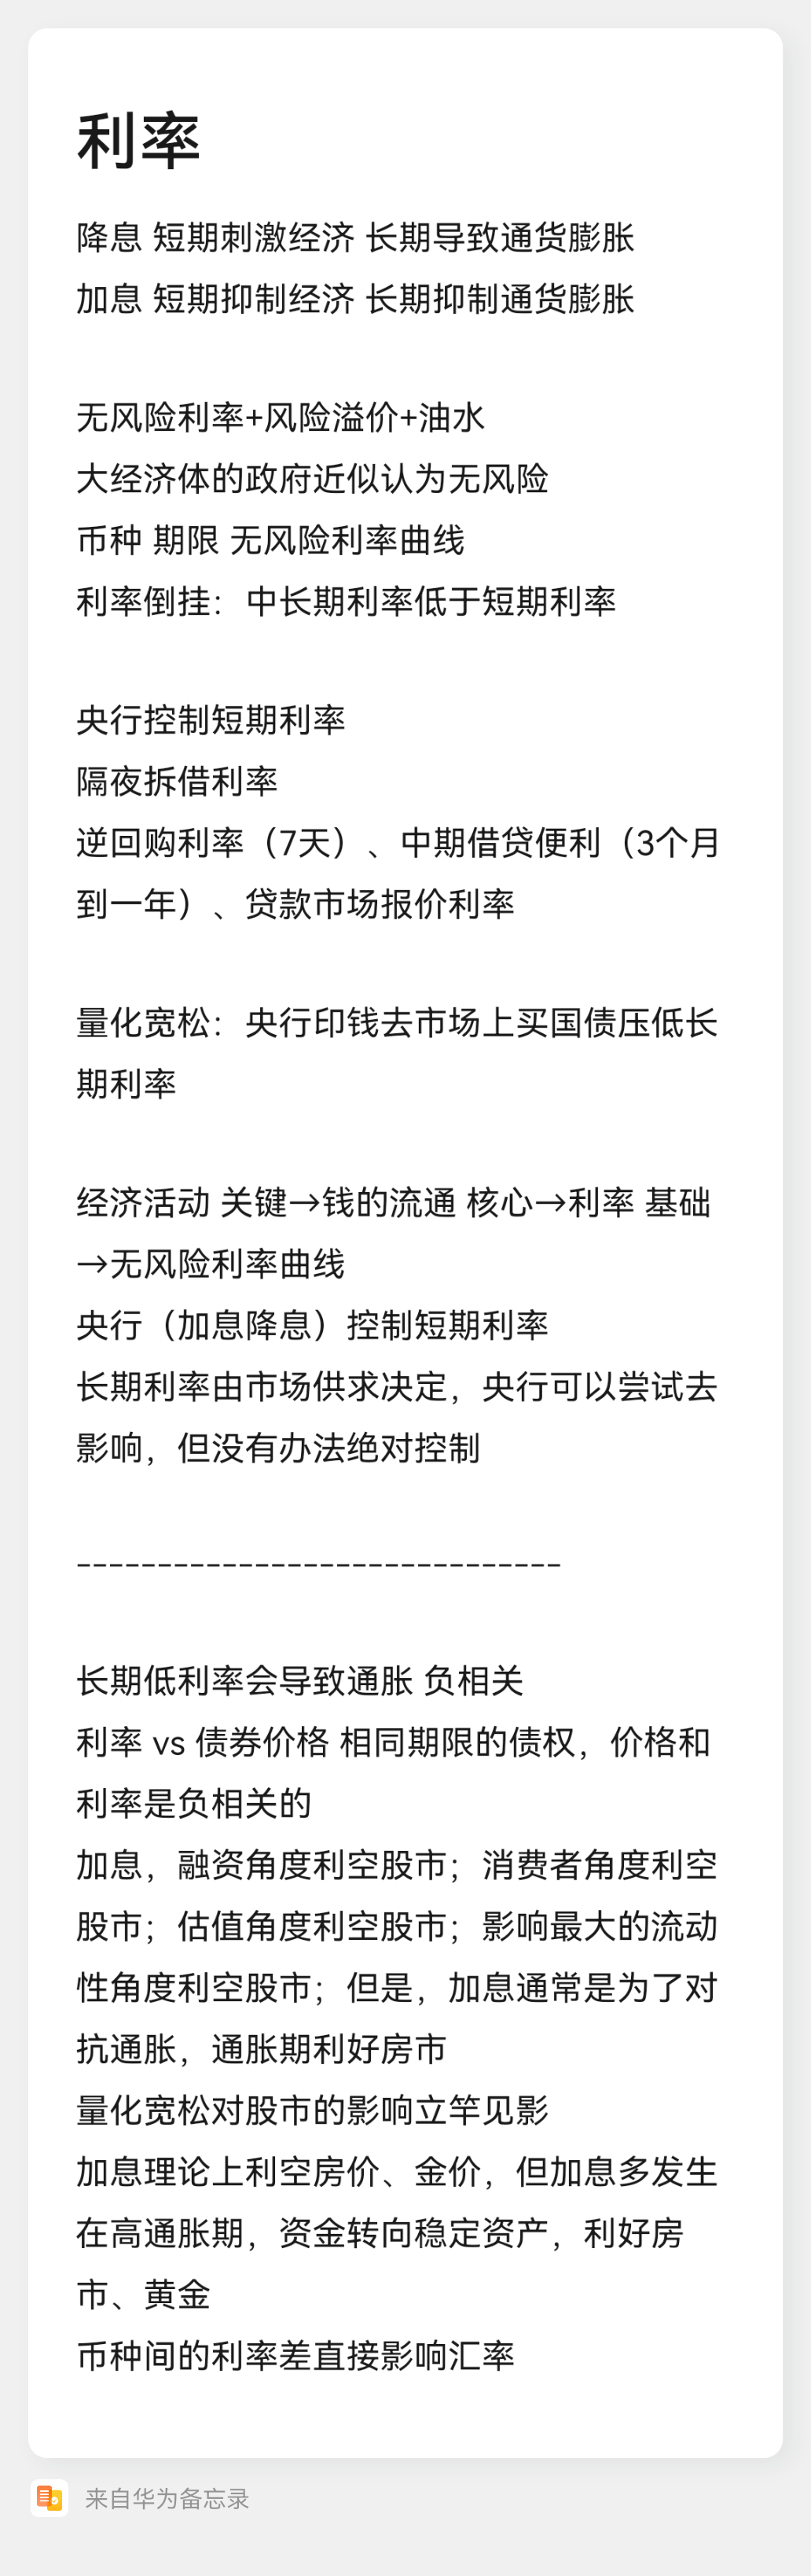 利率
降息 短期刺激经济 长期导致通货膨胀
加息 短期抑制经济 长期抑制通货膨胀
无风险利率+风险溢价+油水
大经济体的政府近似认为无风险
币种 期限 无风险利率曲线
利率倒挂：中长期利率低于短期利率
央行控制短期利率
隔夜拆借利率
逆回购利率（7天）、中期借贷便利（3个月
到一年）、贷款市场报价利率
量化宽松：央行印钱去市场上买国债压低长
期利率
经济活动 关键→钱的流通 核心→利率 基础
→无风险利率曲线
央行（加息降息）控制短期利率
长期利率由市场供求决定，央行可以尝试去
影响，但没有办法绝对控制
------------------------------
长期低利率会导致通胀 负相关
利率 vs 债券价格 相同期限的债权，价格和
利率是负相关的
加息，融资角度利空股市；消费者角度利空
股市；估值角度利空股市；影响最大的流动
性角度利空股市；但是，加息通常是为了对
抗通胀，通胀期利好房市
量化宽松对股市的影响立竿见影
加息理论上利空房价、金价，但加息多发生
在高通胀期，资金转向稳定资产，利好房
市、黄金
币种间的利率差直接影响汇率
来自华为备忘录